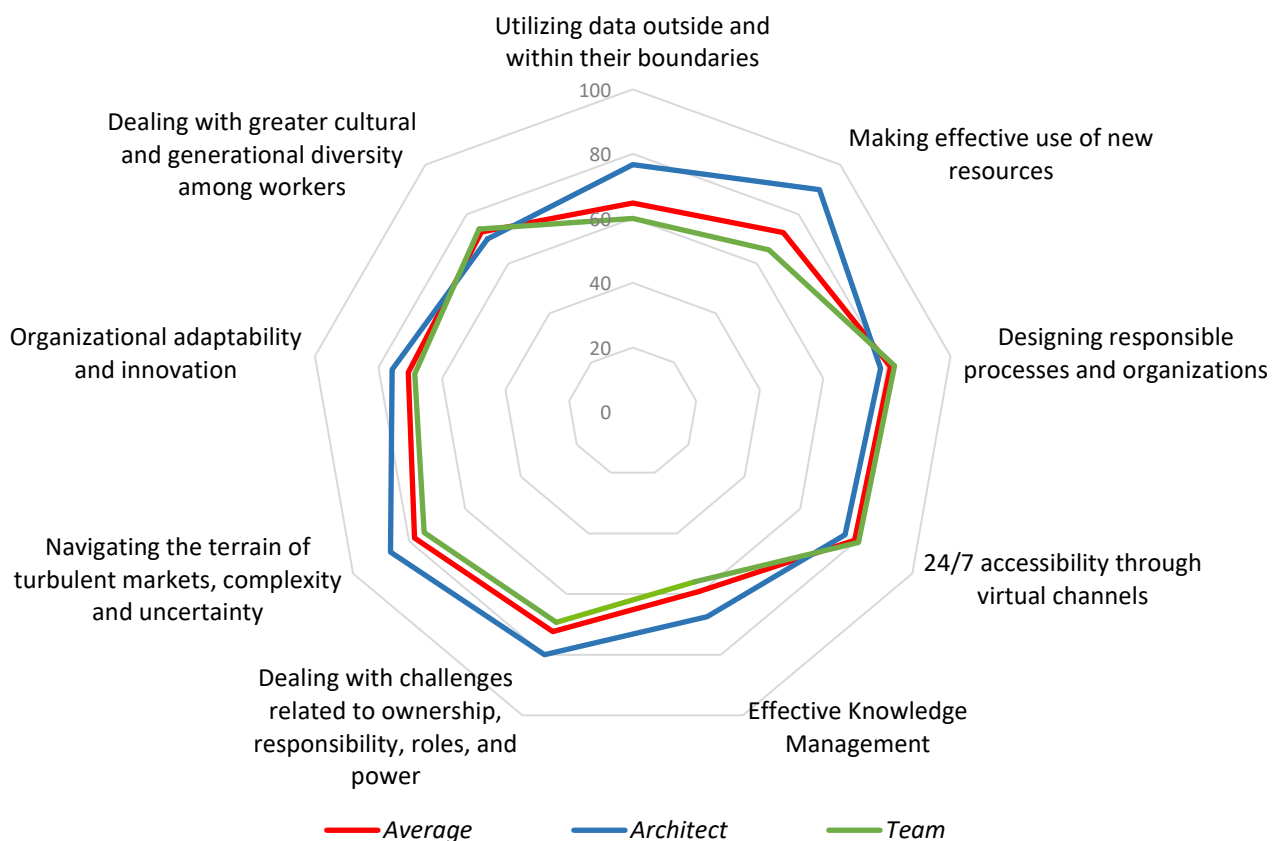 Utilizing data outside and
within their boundaries
Making effective use of new
resources
Designing responsible
processes and organizations
24/7 accessibility through
virtual channels
Effective Knowledge
Management
Dealing with challenges
related to ownership,
responsibility, roles, and
power
Navigating the terrain of
turbulent markets, complexity
and uncertainty
Organizational adaptability
and innovation
Dealing with greater cultural
and generational diversity
among workers
100
80
60
40
20
0
Average
Architect
Team